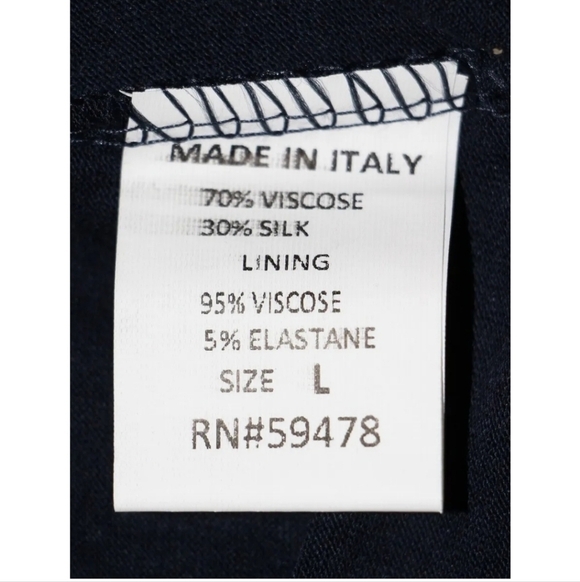 MADE IN ITALY
70% VISCOSE
30% SILK
LINING
95% VISCOSE
5% ELASTANE
SIZE L
RN#59478